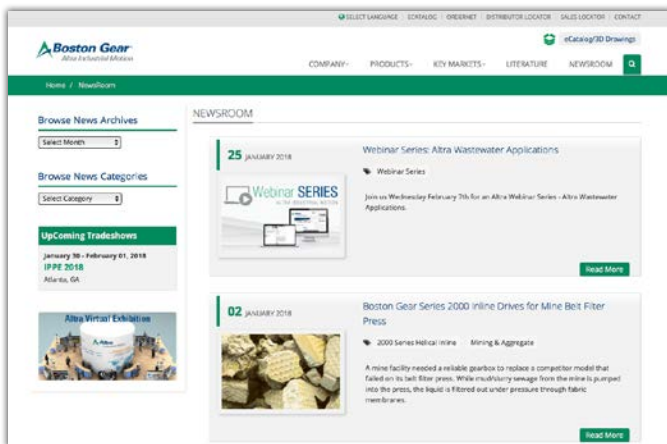 SELECT LANGUAGE | ECATALOG | ORDERNET | DISTRIBUTOR LOCATOR | SALES LOCATOR | CONTACT
Boston Gear
Altra Industrial Motion
eCatalog/3D Drawings
COMPANY PRODUCTS KEY MARKETS LITERATURE NEWSROOM
Home / NewsRoom
Browse News Archives
Select Month
Browse News Categories
Select Category
UpComing Tradeshows
January 30 - February 01, 2018
IPPE 2018
Atlanta, GA
Altra Virtual Exhibition
Altra
NEWSROOM
25 JANUARY 2018
Webinar SERIES
ALTRA INDUSTRIAL MOTION
Webinar Series: Altra Wastewater Applications
Webinar Series
Join us Wednesday February 7th for an Altra Webinar Series - Altra Wastewater
Applications.
Read More
02 JANUARY 2018
Boston Gear Series 2000 Inline Drives for Mine Belt Filter
Press
2000 Series Helical Inline Mining & Aggregate
A mine facility needed a reliable gearbox to replace a competitor model that
failed on its belt filter press. While mud/slurry sewage from the mine is pumped
into the press, the liquid is filtered out under pressure through fabric
membranes.
Read More